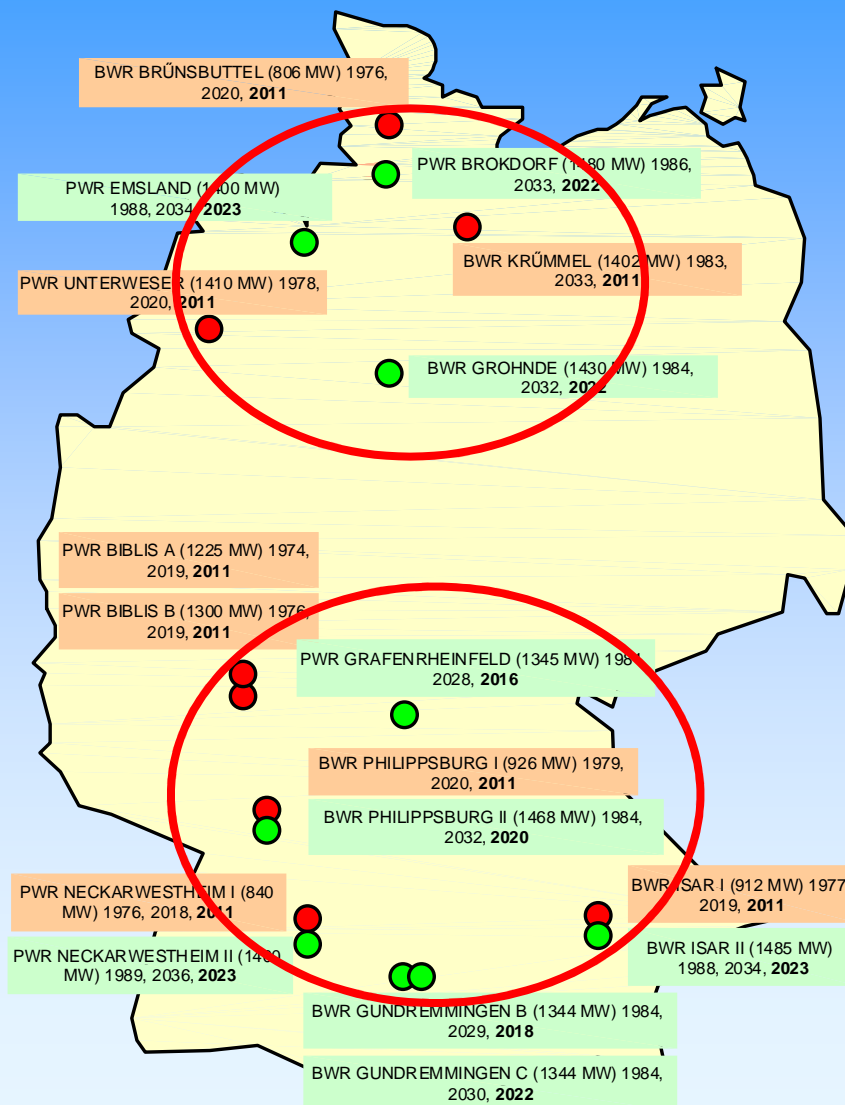 BWR BRŰNSBUTTEL (806 MW) 1976,
2020, 2011
PWR BROKDORF (1480 MW) 1986,
2033, 2022
PWR EMSLAND (1400 MW)
1988, 2034, 2023
BWR KRŰMMEL (1402 MW) 1983,
2033, 2011
PWR UNTERWESER (1410 MW) 1978,
2020, 2011
BWR GROHNDE (1430 MW) 1984,
2032, 2022
PWR BIBLIS A (1225 MW) 1974,
2019, 2011
PWR BIBLIS B (1300 MW) 1976,
2019, 2011
PWR GRAFENRHEINFELD (1345 MW) 1981
2028, 2016
BWR PHILIPPSBURG I (926 MW) 1979,
2020, 2011
BWR PHILIPPSBURG II (1468 MW) 1984,
2032, 2020
PWR NECKARWESTHEIM I (840
MW) 1976, 2018, 2011
BWR ISAR I (912 MW) 1977
2019, 2011
PWR NECKARWESTHEIM II (1400
MW) 1989, 2036, 2023
BWR ISAR II (1485 MW)
1988, 2034, 2023
BWR GUNDREMMINGEN B (1344 MW) 1984,
2029, 2018
BWR GUNDREMMINGEN C (1344 MW) 1984,
2030, 2022